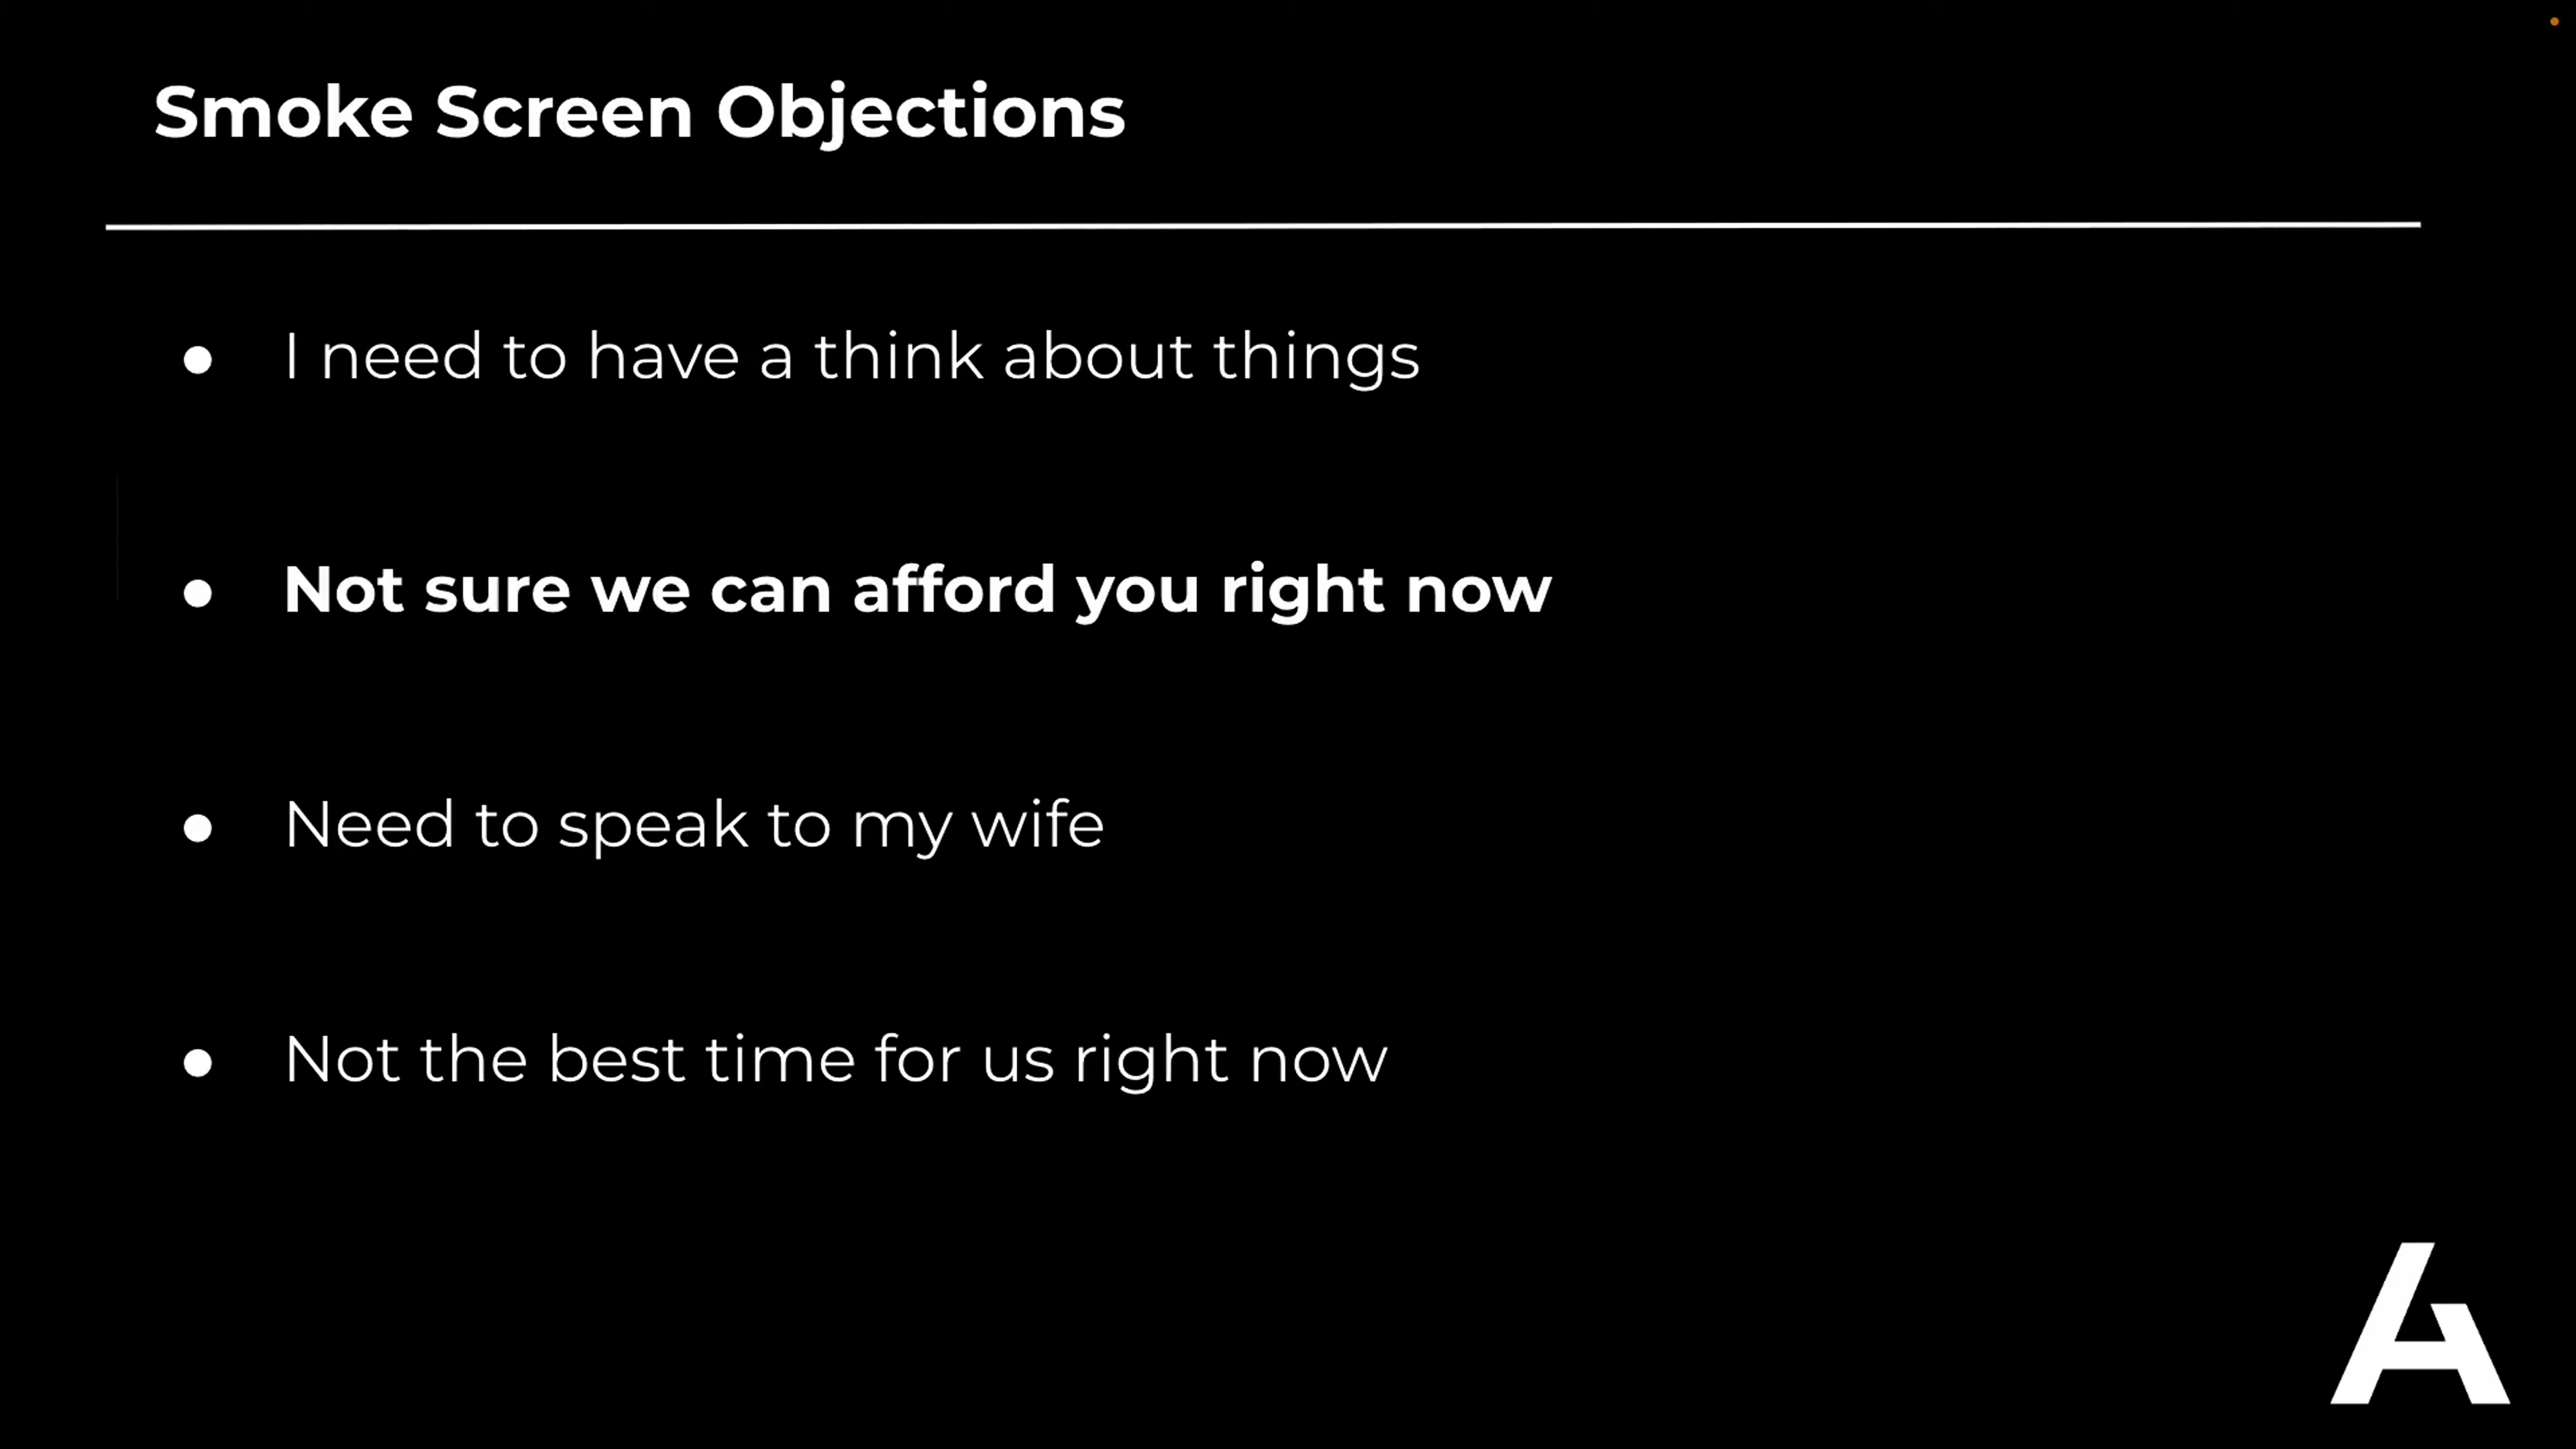 Smoke Screen Objections
● I need to have a think about things
● Not sure we can afford you right now
● Need to speak to my wife
● Not the best time for us right now